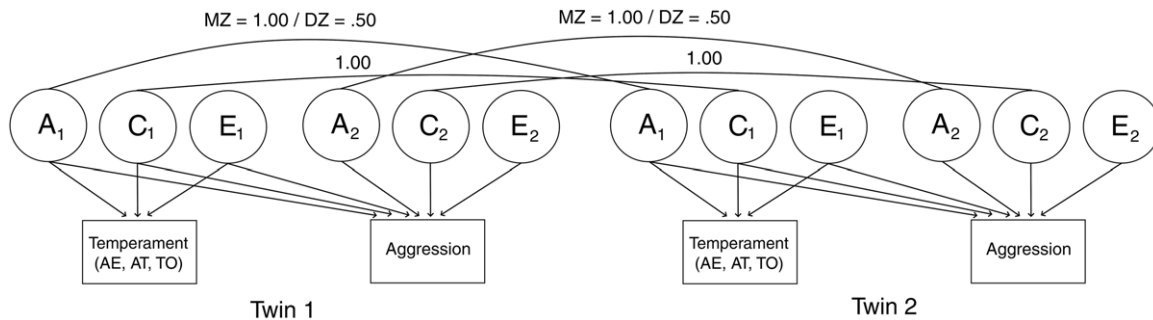 MZ = 1.00 / DZ = .50 MZ = 1.00 / DZ = .50
1.00 1.00
A₁ C₁ E₁ A₂ C₂ E₂ A₁ C₁ E₁ A₂ C₂ E₂
Temperament Aggression Temperament Aggression
(AE, AT, TO) (AE, AT, TO)
Twin 1 Twin 2